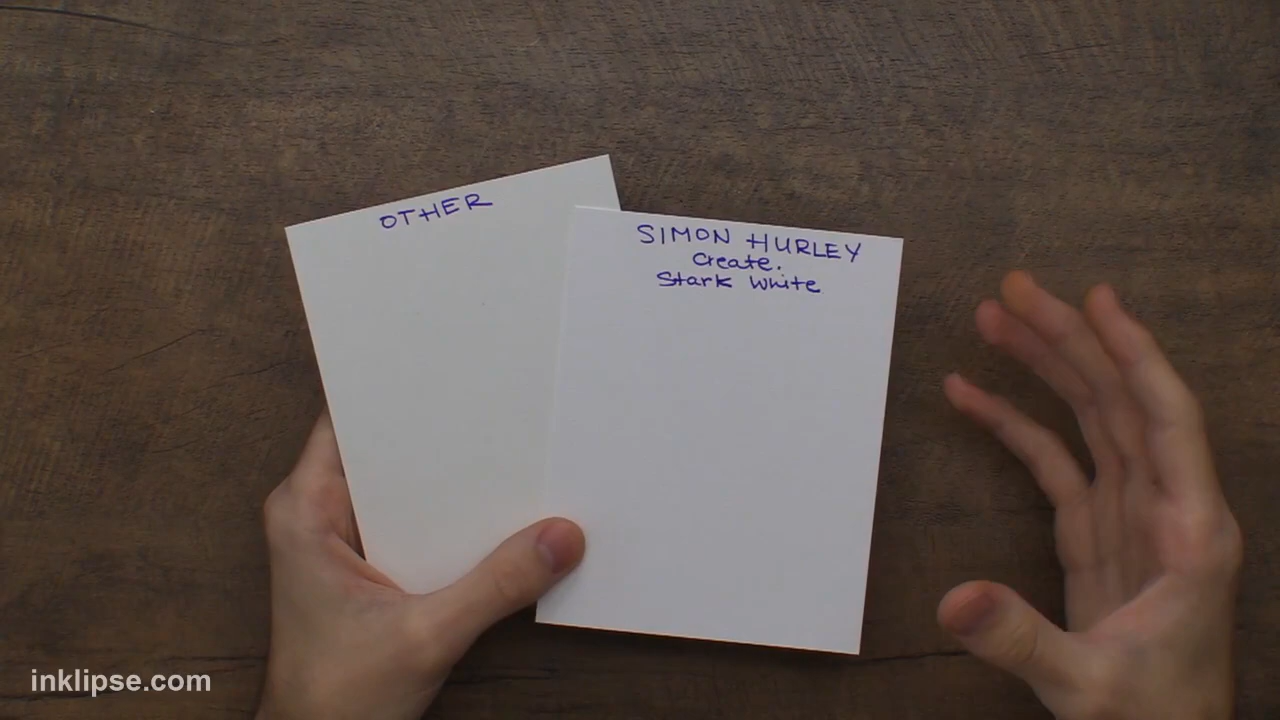 OTHER
SIMON HURLEY
create.
Stark White
inklipse.com